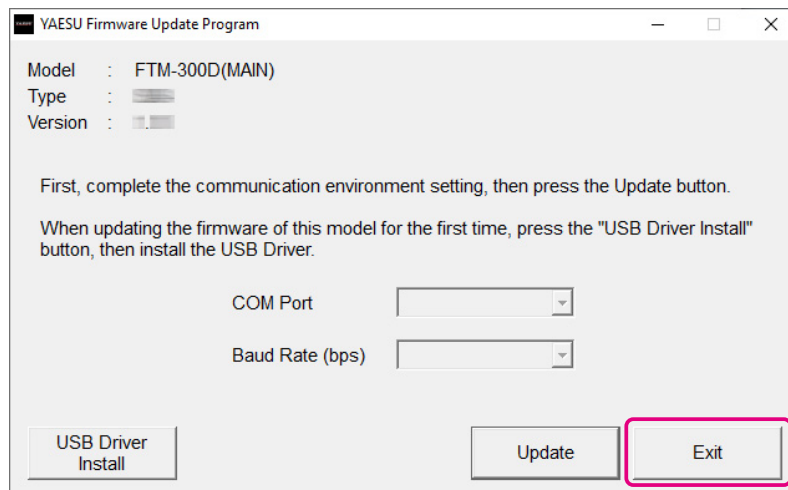 YAESU Firmware Update Program
Model : FTM-300D(MAIN)
Type :
Version :
First, complete the communication environment setting, then press the Update button.
When updating the firmware of this model for the first time, press the "USB Driver Install"
button, then install the USB Driver.
COM Port
Baud Rate (bps)
USB Driver
Install
Update
Exit